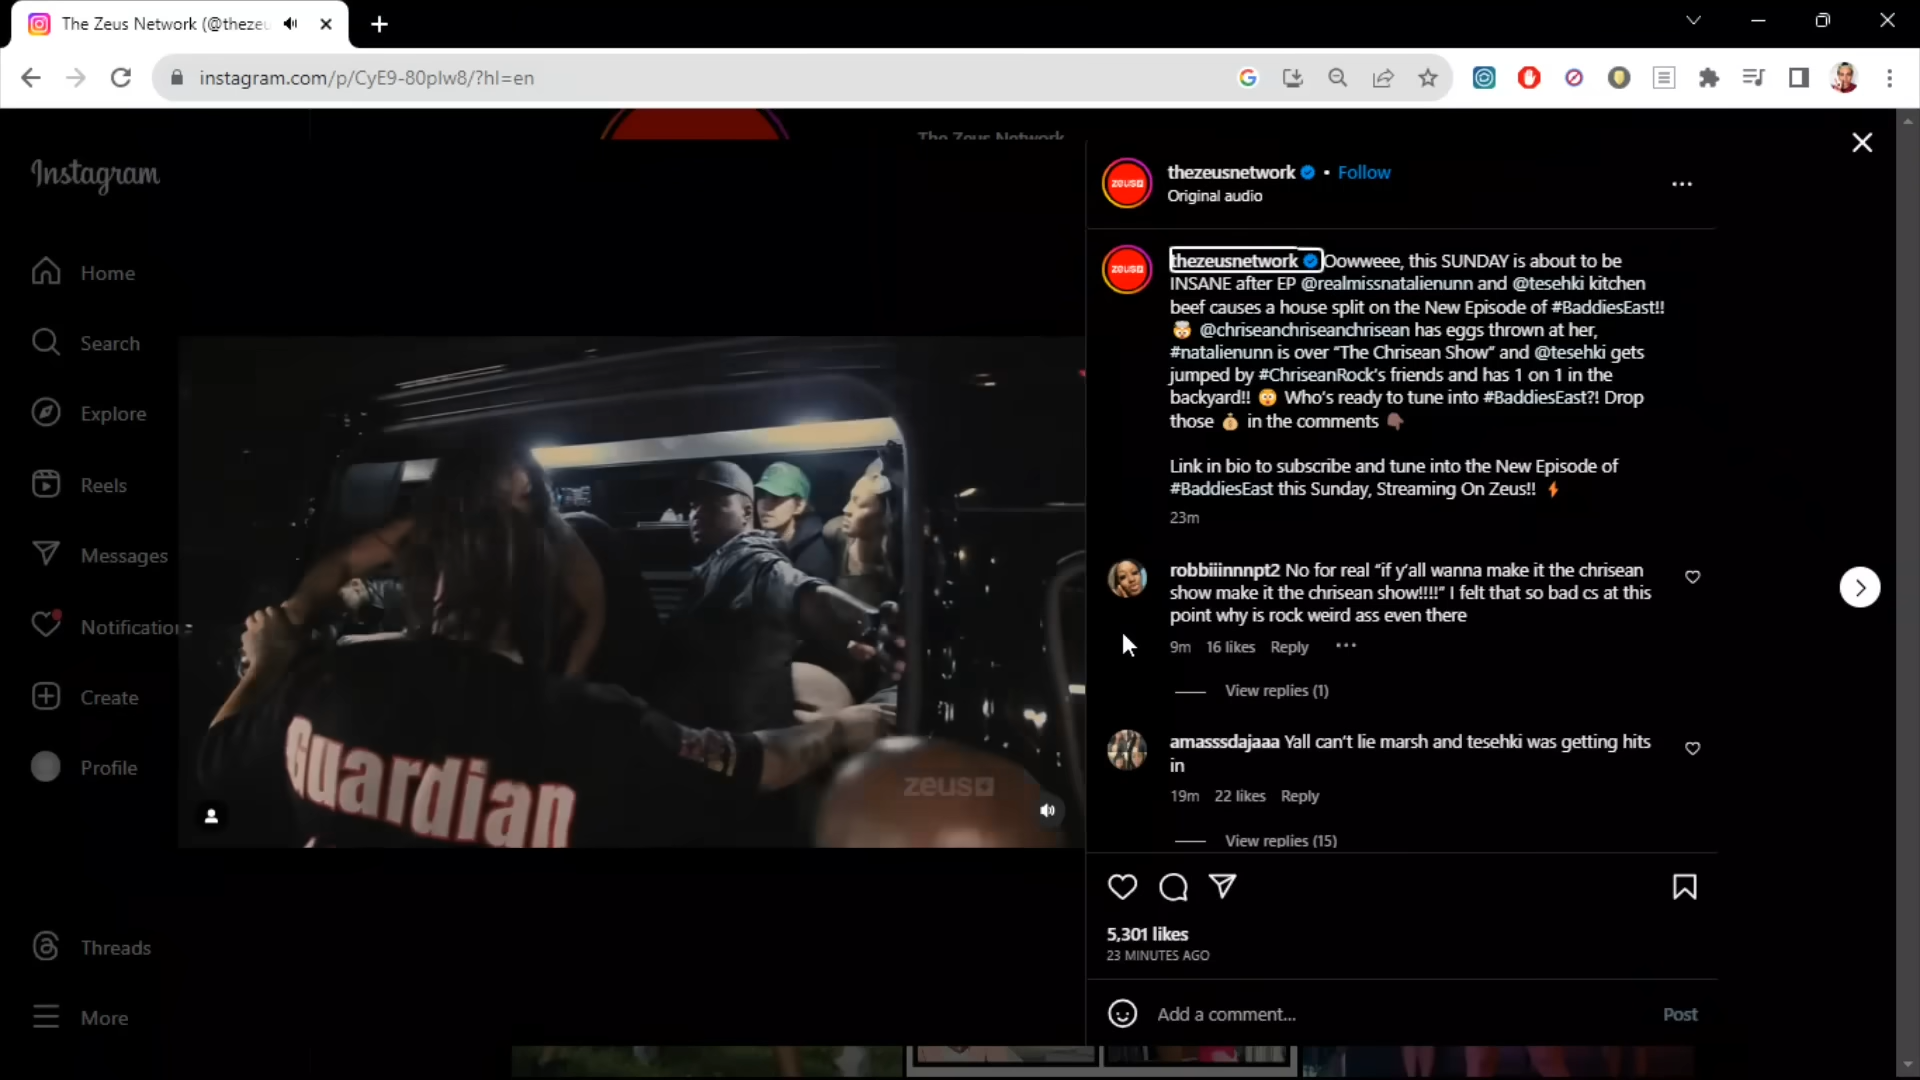 The Zeus Network (@thezeu
instagram.com/p/CyE9-80plw8/?hl=en
Instagram
Home
Search
Explore
Reels
Messages
Notification
Create
Profile
Threads
More
The Zeus Network
Guardian
zeus
zeus
thezeusnetwork • Follow
Original audio
zeus
thezeusnetwork Oowweee, this SUNDAY is about to be
INSANE after EP @realmissnatalienunn and @tesehki kitchen
beef causes a house split on the New Episode of #BaddiesEast!!
🤯 @chriseanchriseanchrisean has eggs thrown at her,
#natalienunn is over “The Chrisean Show” and @tesehki gets
jumped by #ChriseanRock’s friends and has 1 on 1 in the
backyard!! 😳 Who’s ready to tune into #BaddiesEast?! Drop
those 💰 in the comments 👇🏾
Link in bio to subscribe and tune into the New Episode of
#BaddiesEast this Sunday, Streaming On Zeus!! ⚡
23m
robbiiinnnpt2 No for real “if y’all wanna make it the chrisean
show make it the chrisean show!!!!” I felt that so bad cs at this
point why is rock weird ass even there
9m 16 likes Reply •••
View replies (1)
amasssdajaaa Yall can’t lie marsh and tesehki was getting hits
in
19m 22 likes Reply
View replies (15)
5,301 likes
23 MINUTES AGO
Add a comment...
Post